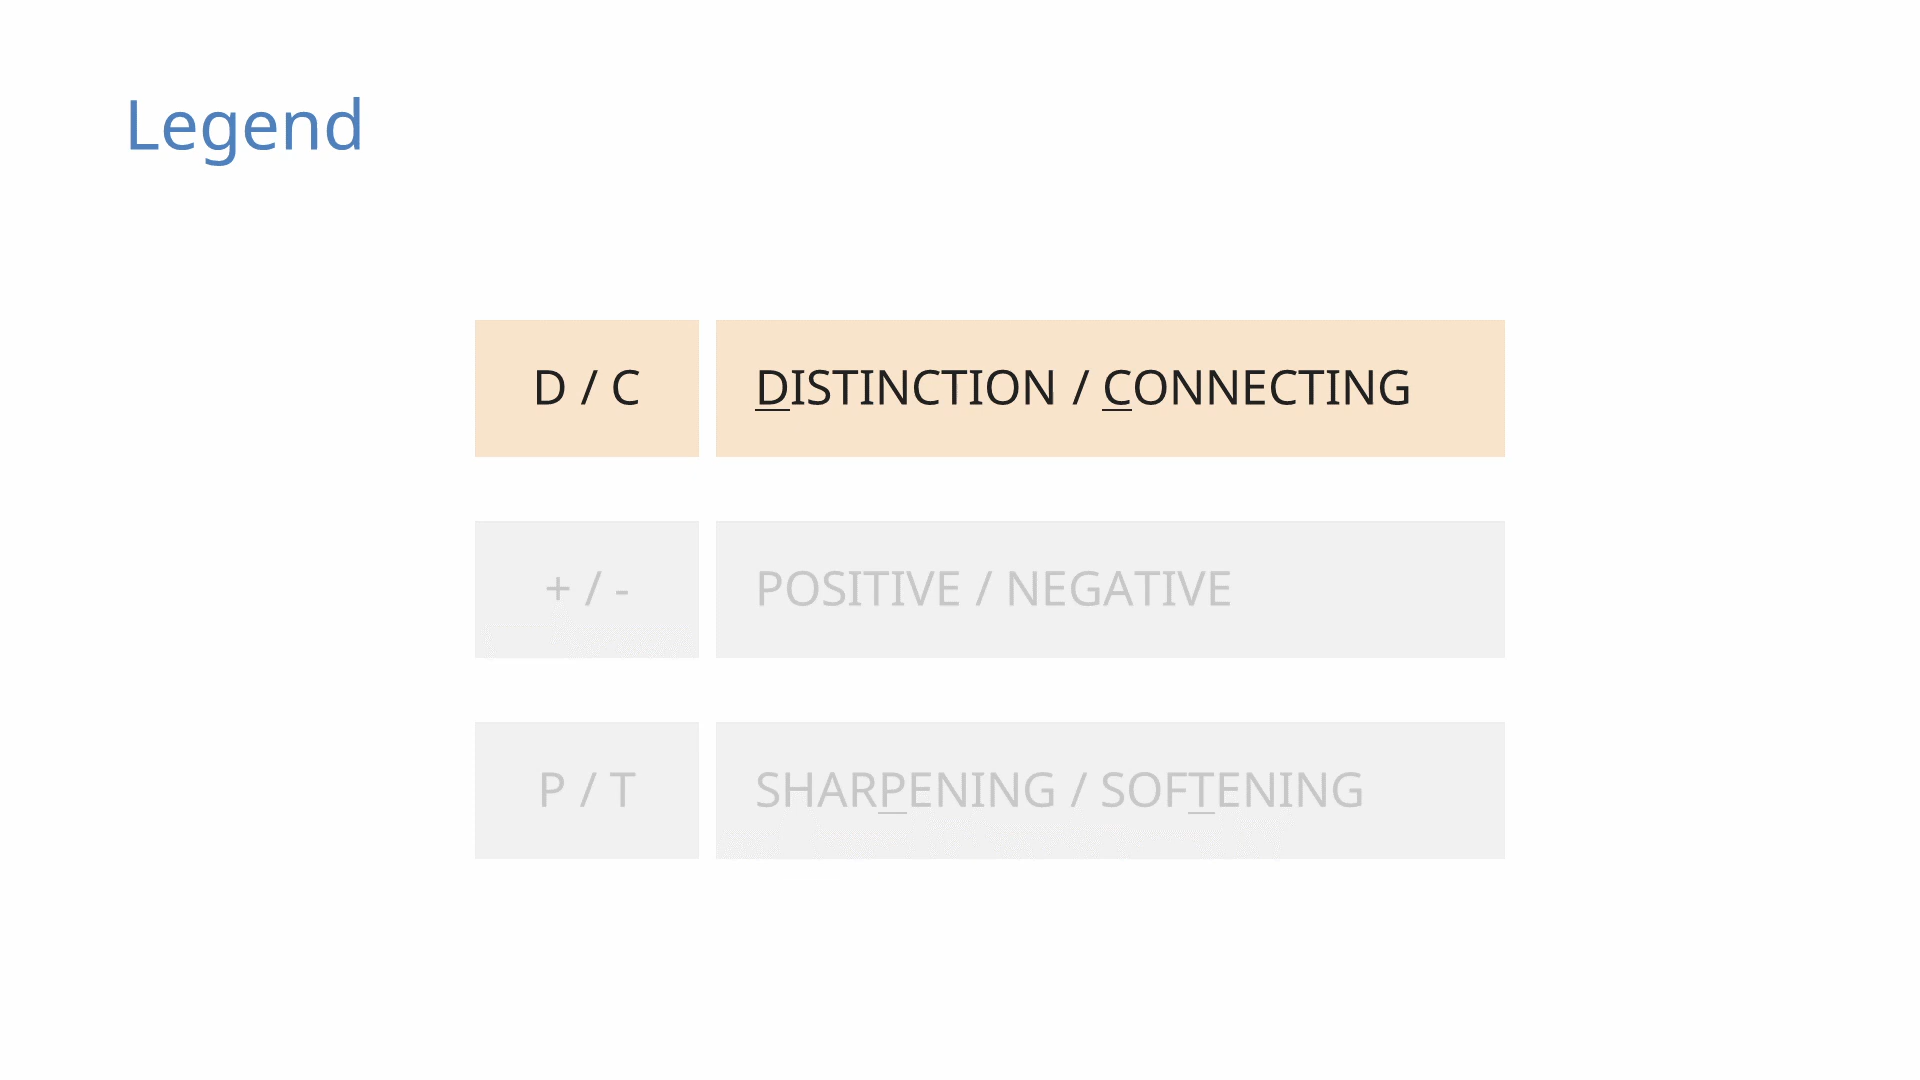 Legend
D / C DISTINCTION / CONNECTING
+ / - POSITIVE / NEGATIVE
P / T SHARPENING / SOFTENING